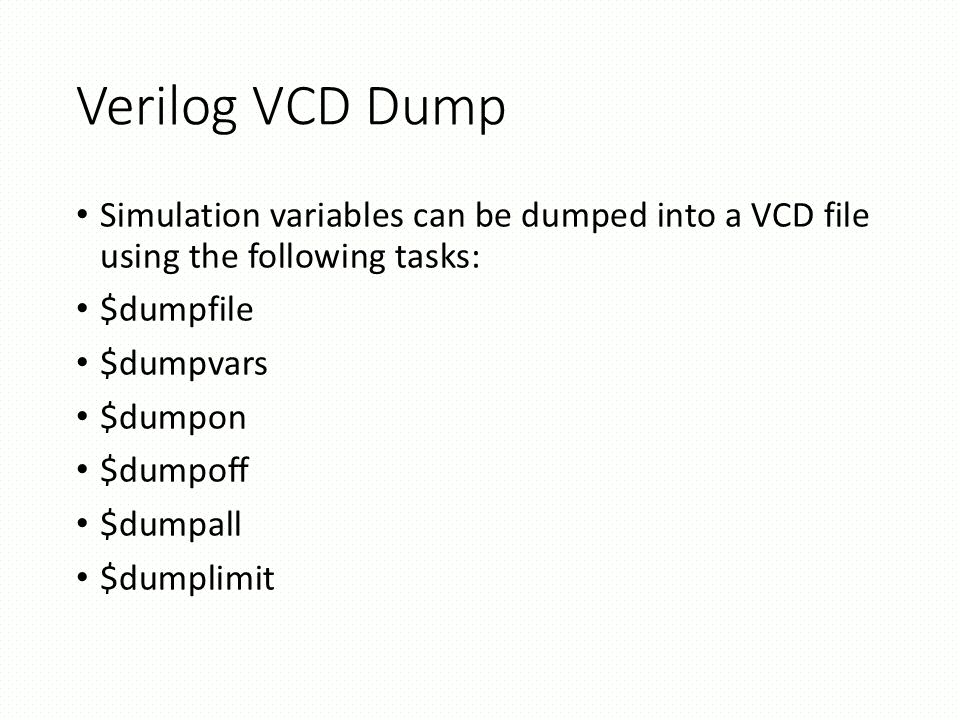 Verilog VCD Dump
• Simulation variables can be dumped into a VCD file
using the following tasks:
• $dumpfile
• $dumpvars
• $dumpon
• $dumpoff
• $dumpall
• $dumplimit